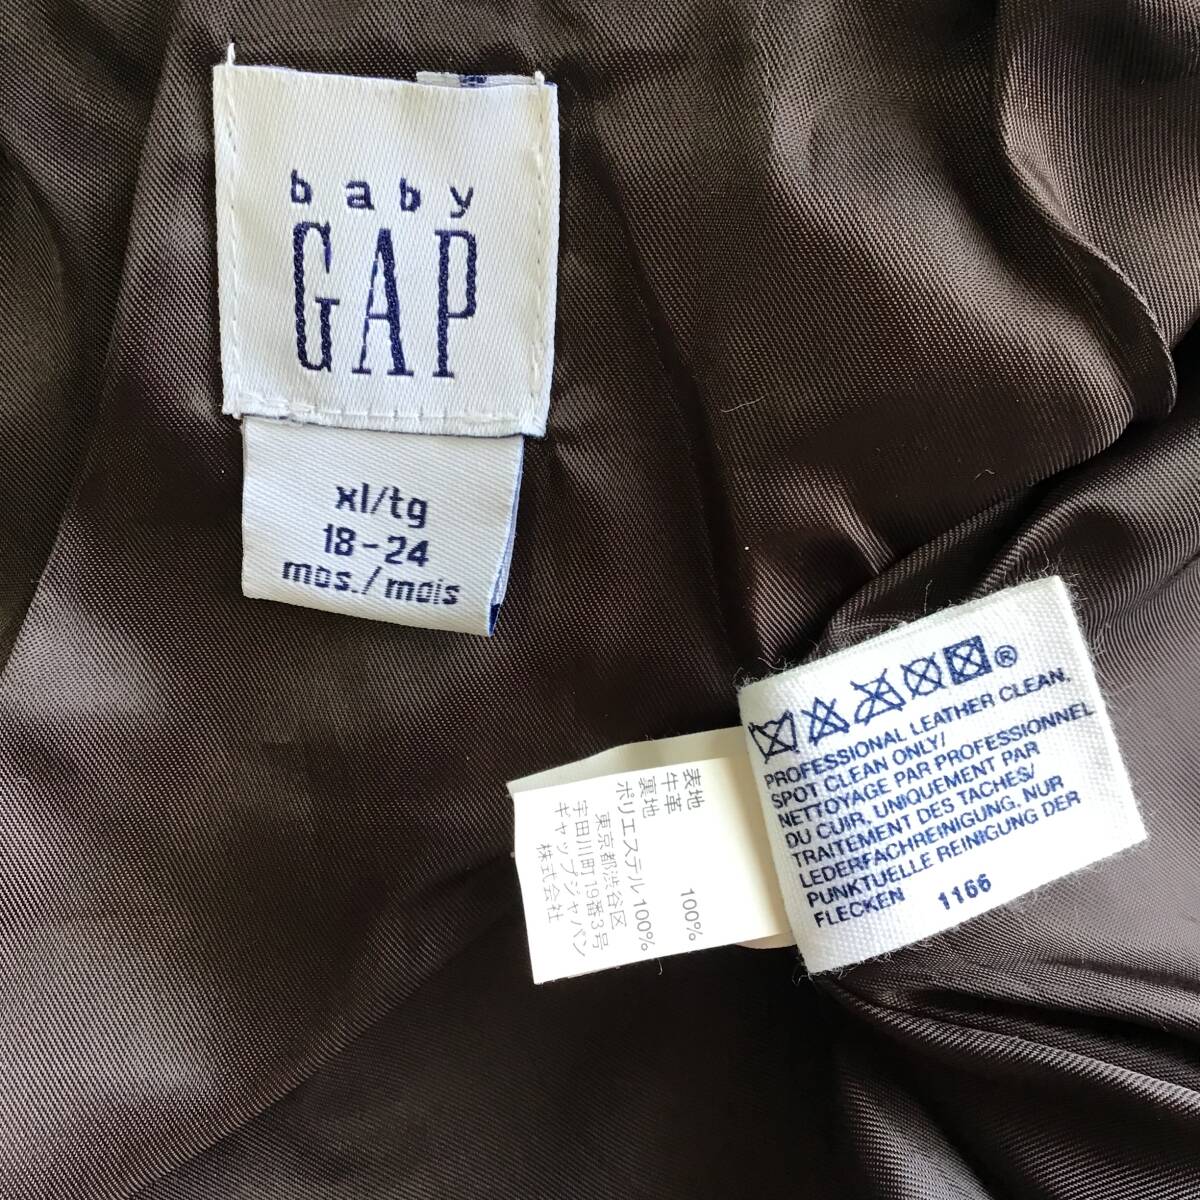 baby
GAP
xl/tg
18-24
mos./mois
表地
牛革 100%
裏地
ポリエステル 100%
東京都渋谷区
宇田川町19番3号
ギャップジャパン
株式会社
®
PROFESSIONAL LEATHER CLEAN.
SPOT CLEAN ONLY/
NETTOYAGE PAR PROFESSIONNEL
DU CUIR. UNIQUEMENT PAR
TRAITEMENT DES TACHES/
LEDERFACHREINIGUNG. NUR
PUNKTUELLE REINIGUNG DER
FLECKEN 1166